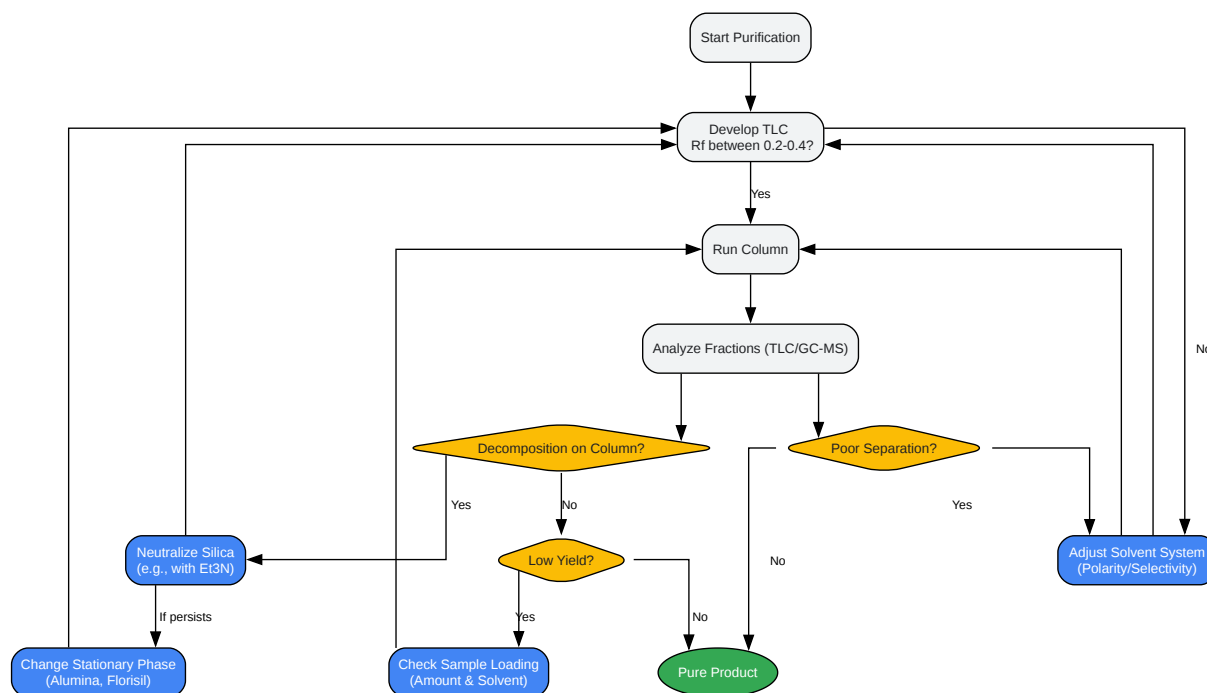 Start Purification
Develop TLC
Rf between 0.2-0.4?
Yes
Run Column
Analyze Fractions (TLC/GC-MS)
No
Decomposition on Column?
Poor Separation?
Yes
No
Yes
Neutralize Silica
(e.g., with Et3N)
Low Yield?
No
Adjust Solvent System
(Polarity/Selectivity)
If persists
Yes
No
Change Stationary Phase
(Alumina, Florisil)
Check Sample Loading
(Amount & Solvent)
Pure Product